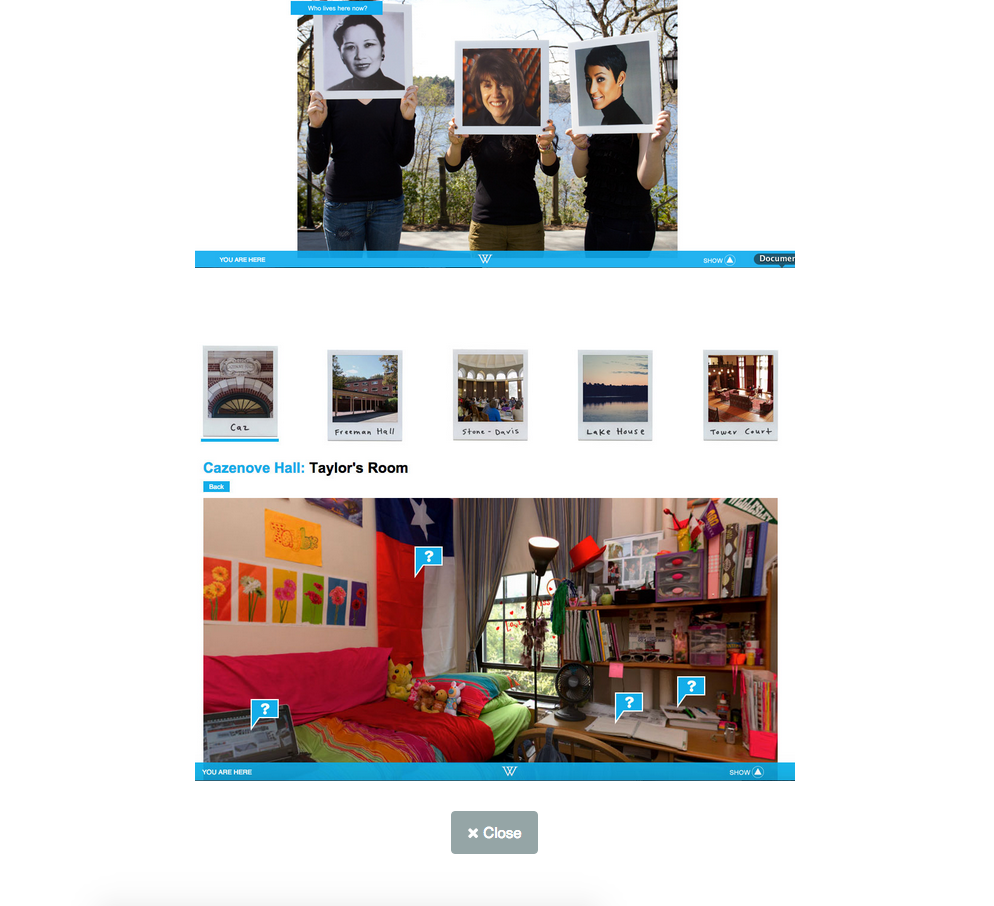 Who lives here now?
YOU ARE HERE
W
SHOW
Documen
Caz
Freeman Hall
Stone-Davis
Lake House
Tower Court
Cazenove Hall: Taylor's Room
Back
?
?
?
?
YOU ARE HERE
W
SHOW
× Close